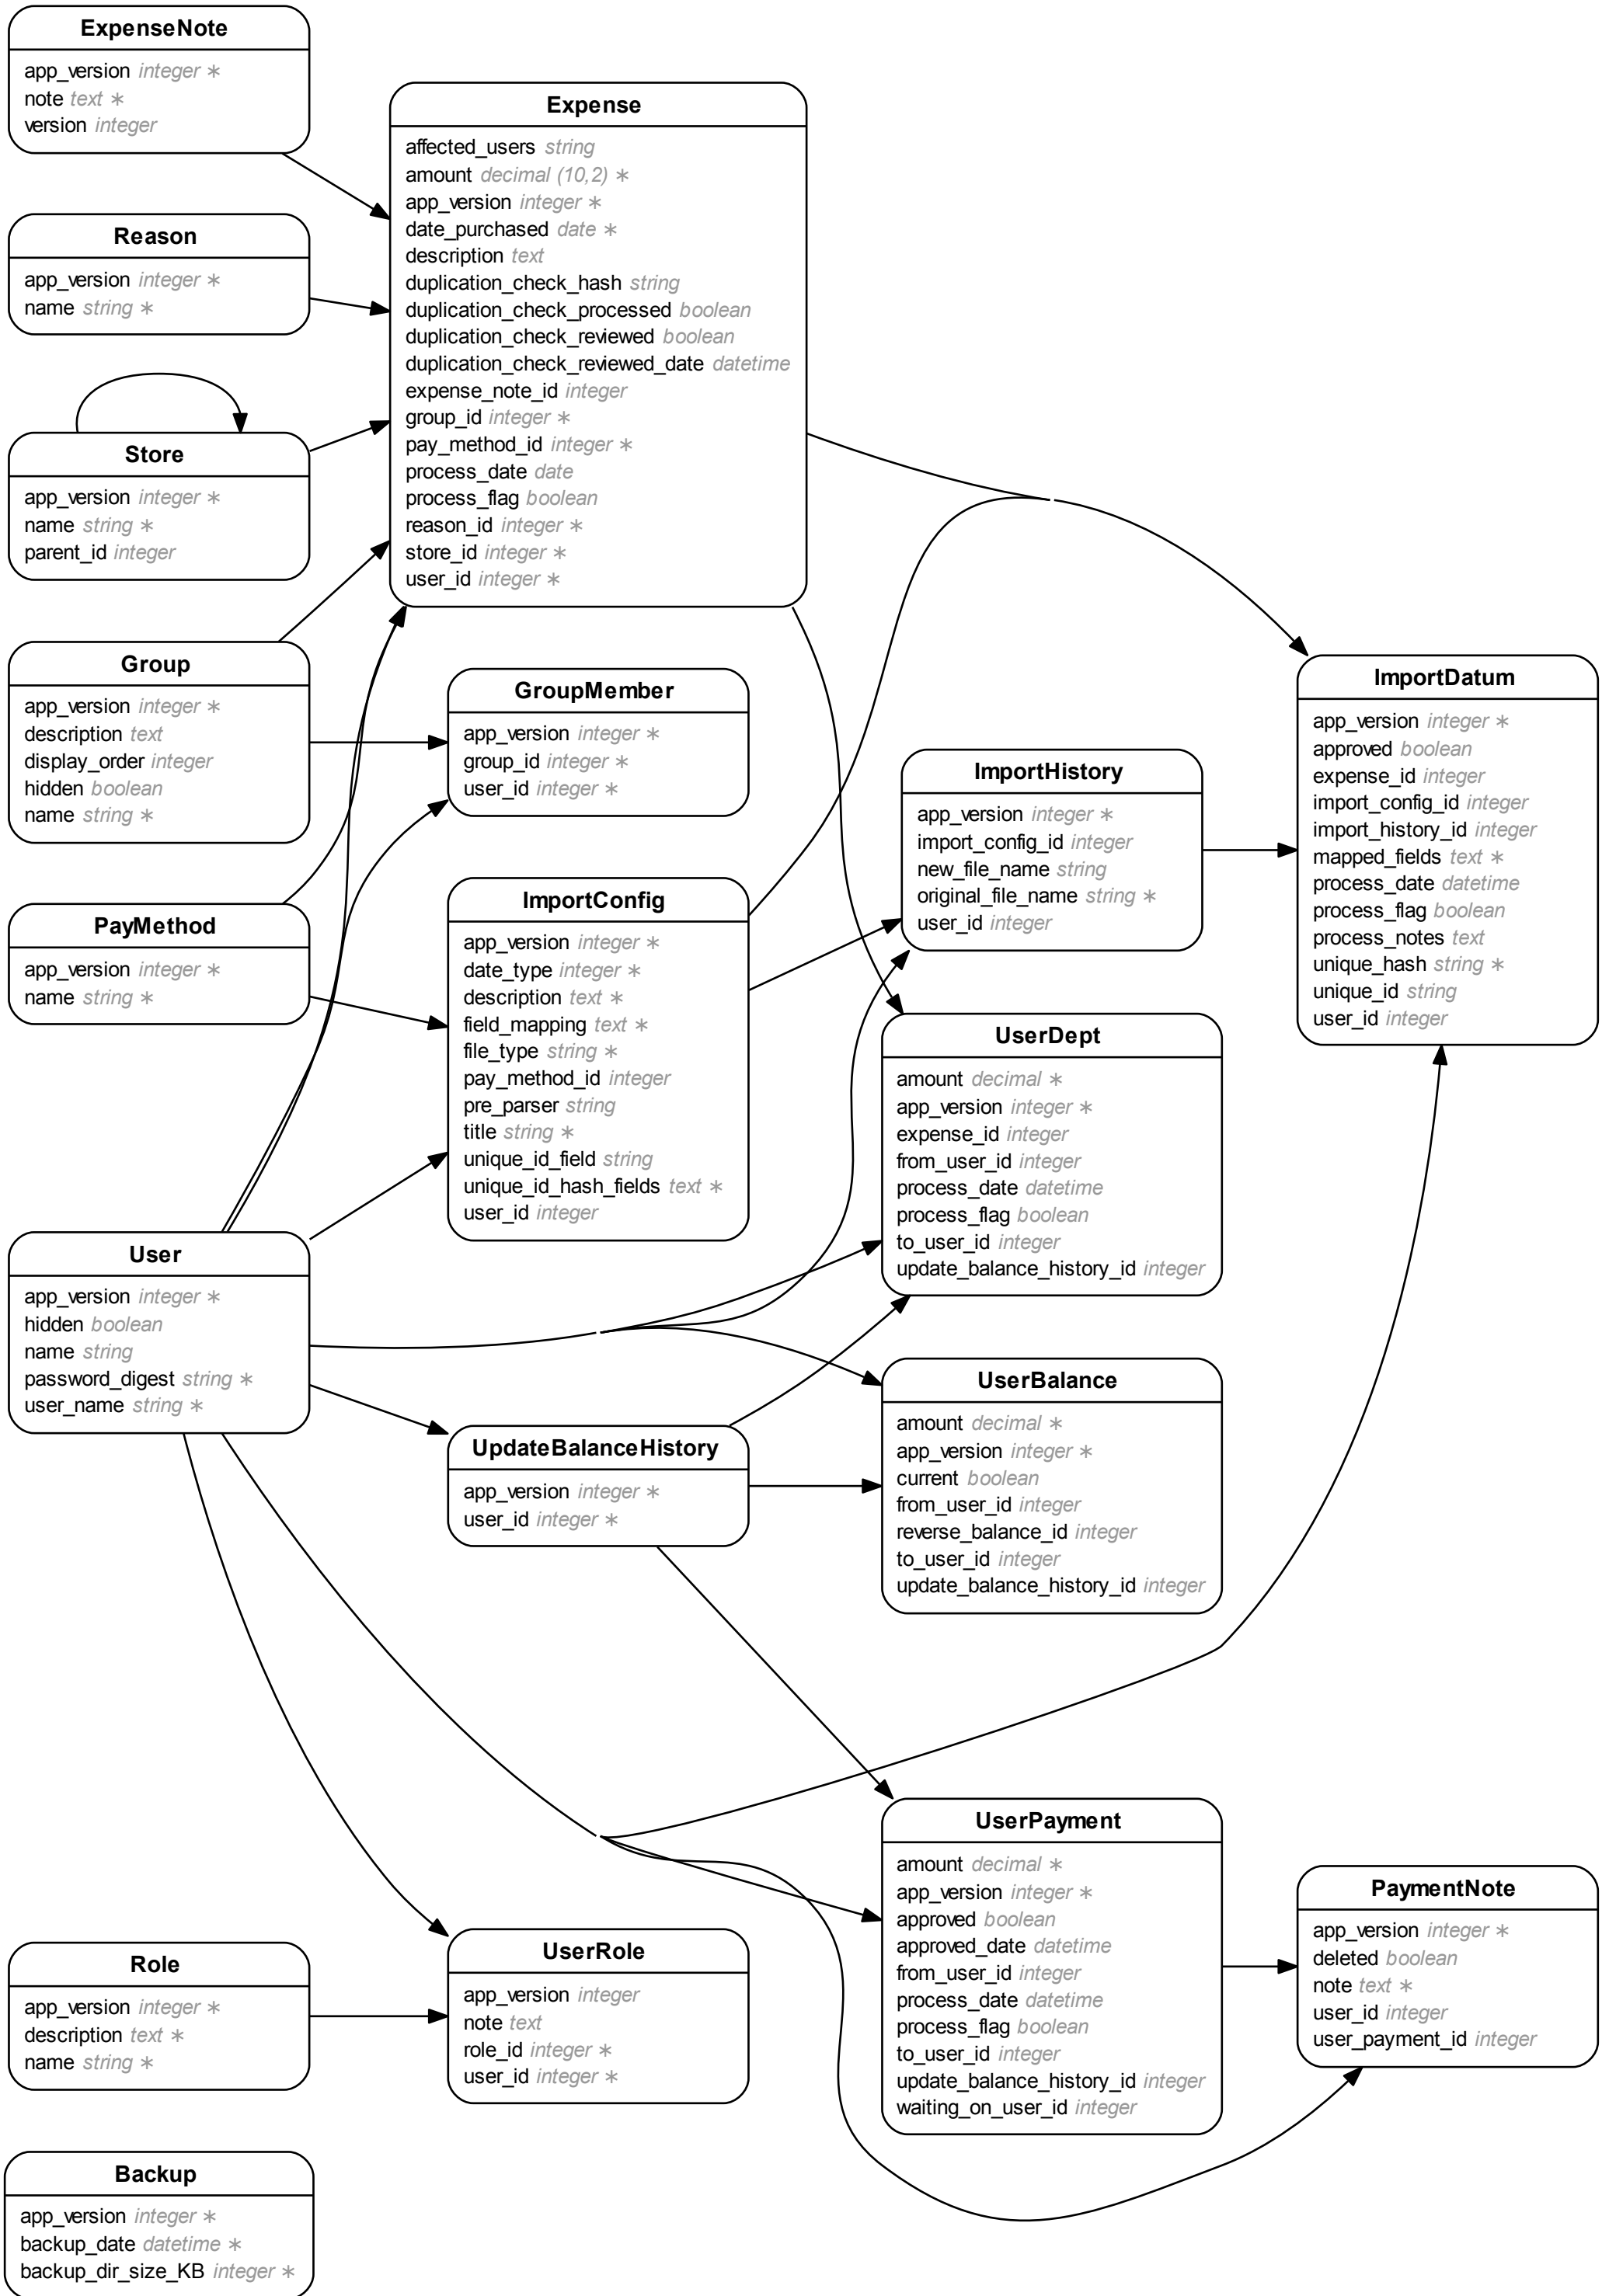 ExpenseNote
app_version integer ∗
note text ∗
version integer
Expense
affected_users string
amount decimal (10,2) ∗
app_version integer ∗
date_purchased date ∗
description text
duplication_check_hash string
duplication_check_processed boolean
duplication_check_reviewed boolean
duplication_check_reviewed_date datetime
expense_note_id integer
group_id integer ∗
pay_method_id integer ∗
process_date date
process_flag boolean
reason_id integer ∗
store_id integer ∗
user_id integer ∗
Reason
app_version integer ∗
name string ∗
Store
app_version integer ∗
name string ∗
parent_id integer
Group
app_version integer ∗
description text
display_order integer
hidden boolean
name string ∗
GroupMember
app_version integer ∗
group_id integer ∗
user_id integer ∗
ImportDatum
app_version integer ∗
approved boolean
expense_id integer
import_config_id integer
import_history_id integer
mapped_fields text ∗
process_date datetime
process_flag boolean
process_notes text
unique_hash string ∗
unique_id string
user_id integer
ImportHistory
app_version integer ∗
import_config_id integer
new_file_name string
original_file_name string ∗
user_id integer
PayMethod
app_version integer ∗
name string ∗
ImportConfig
app_version integer ∗
date_type integer ∗
description text ∗
field_mapping text ∗
file_type string ∗
pay_method_id integer
pre_parser string
title string ∗
unique_id_field string
unique_id_hash_fields text ∗
user_id integer
UserDept
amount decimal ∗
app_version integer ∗
expense_id integer
from_user_id integer
process_date datetime
process_flag boolean
to_user_id integer
update_balance_history_id integer
User
app_version integer ∗
hidden boolean
name string
password_digest string ∗
user_name string ∗
UserBalance
amount decimal ∗
app_version integer ∗
current boolean
from_user_id integer
reverse_balance_id integer
to_user_id integer
update_balance_history_id integer
UpdateBalanceHistory
app_version integer ∗
user_id integer ∗
UserPayment
amount decimal ∗
app_version integer ∗
approved boolean
approved_date datetime
from_user_id integer
process_date datetime
process_flag boolean
to_user_id integer
update_balance_history_id integer
waiting_on_user_id integer
PaymentNote
app_version integer ∗
deleted boolean
note text ∗
user_id integer
user_payment_id integer
Role
app_version integer ∗
description text ∗
name string ∗
UserRole
app_version integer
note text
role_id integer ∗
user_id integer ∗
Backup
app_version integer ∗
backup_date datetime ∗
backup_dir_size_KB integer ∗